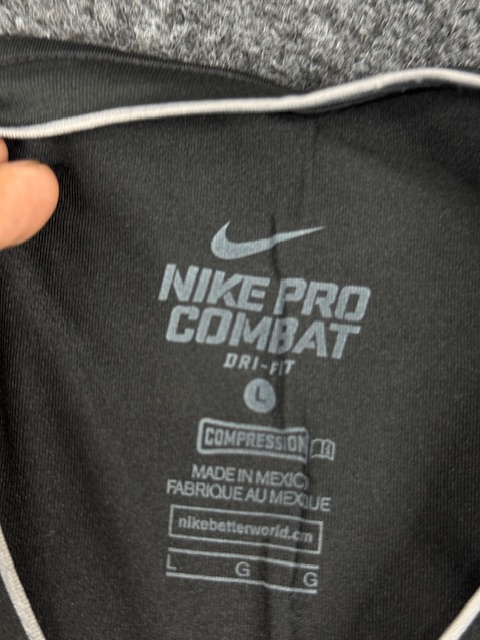 NIKE PRO
COMBAT
DRI-FIT
L
COMPRESSION
MADE IN MEXICO
FABRIQUE AU MEXIQUE
nikebetterworld.com
L G G